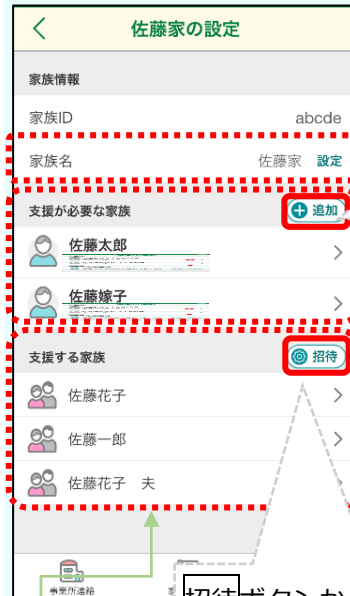 佐藤家の設定
家族情報
家族ID abcde
家族名 佐藤家 設定
支援が必要な家族 追加
佐藤太郎
佐藤嫁子
支援する家族 招待
佐藤花子
佐藤一郎
佐藤花子 夫
事業所連絡
招待ボタンか